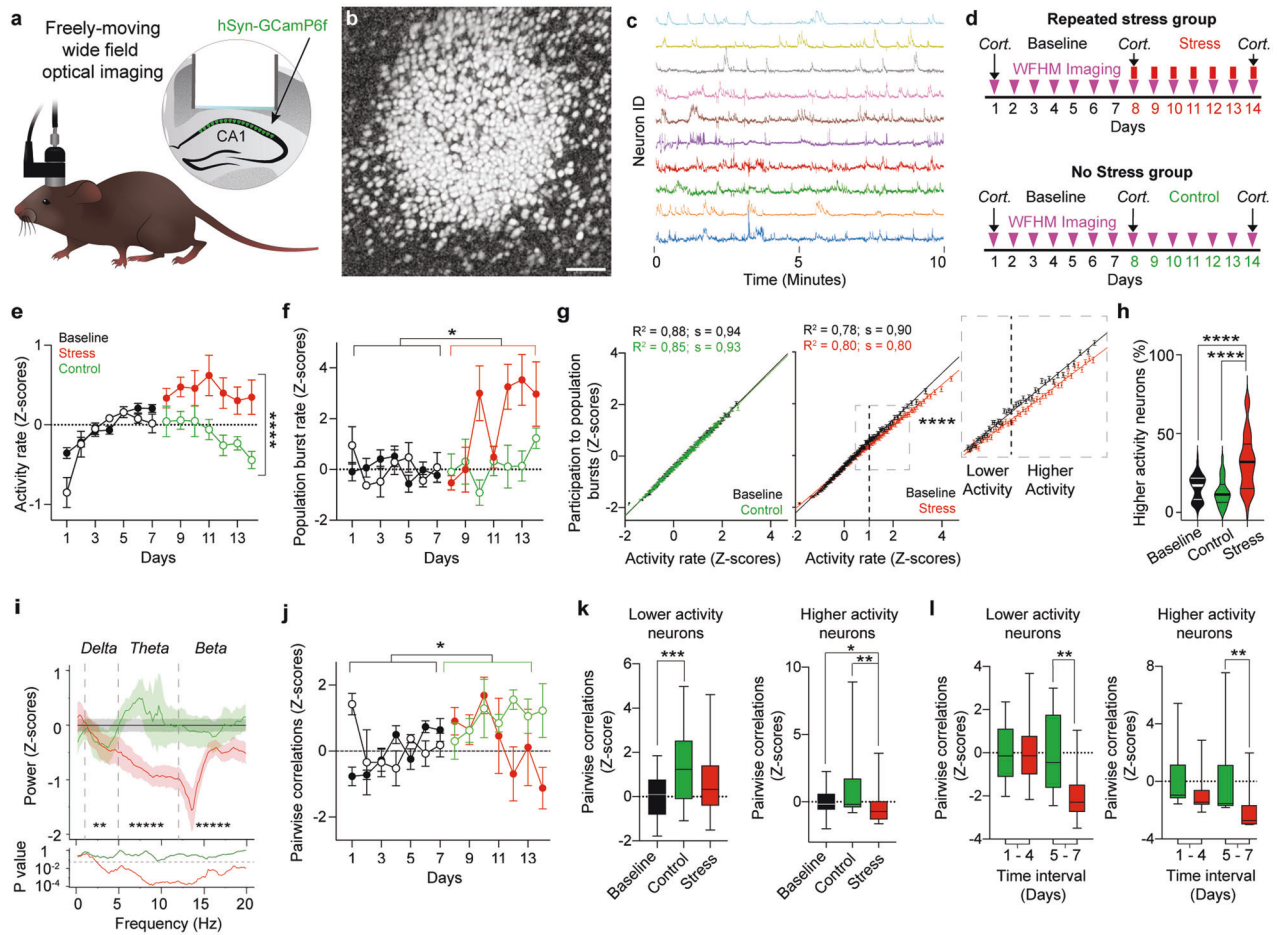 a
Freely-moving
wide field
optical imaging
hSyn-GCamP6f
CA1
b
c
Neuron ID
0
5
10
Time (Minutes)
d
Repeated stress group
Cort. Baseline Cort. Stress Cort.
WFHM Imaging
1 2 3 4 5 6 7 8 9 10 11 12 13 14
Days
No Stress group
Cort. Baseline Cort. Control Cort.
WFHM Imaging
1 2 3 4 5 6 7 8 9 10 11 12 13 14
Days
e
Activity rate (Z-scores)
1
0
-1
Baseline
Stress
Control
****
1 3 5 7 9 11 13
Days
f
Population burst rate (Z-scores)
*
6
4
2
0
-2
1 3 5 7 9 11 13
Days
g
Participation to population
bursts (Z-scores)
R² = 0,88; s = 0,94
R² = 0,85; s = 0,93
4
2
0
-2
Baseline
Control
-2 0 2 4
Activity rate (Z-scores)
R² = 0,78; s = 0,90
R² = 0,80; s = 0,80
4
2
0
-2
****
Baseline
Stress
-2 0 2 4
Activity rate (Z-scores)
Lower
Activity
Higher
Activity
h
Higher activity neurons (%)
****
****
100
50
0
Baseline
Control
Stress
i
Delta Theta Beta
Power (Z-scores)
1
0
-1
-2
** ***** *****
P value
1
10-2
10-4
0 5 10 15 20
Frequency (Hz)
j
Pairwise correlations (Z-scores)
*
2
0
-2
1 3 5 7 9 11 13
Days
k
Lower activity
neurons
Pairwise correlations
(Z-score)
***
6
4
2
0
-2
Baseline
Control
Stress
Higher activity
neurons
Pairwise correlations
(Z-scores)
*
**
10
5
0
Baseline
Control
Stress
l
Lower activity
neurons
Pairwise correlations
(Z-scores)
**
4
2
0
-2
-4
1 - 4 5 - 7
Time interval
(Days)
Higher activity
neurons
Pairwise correlations
(Z-scores)
**
8
4
0
-4
1 - 4 5 - 7
Time interval
(Days)